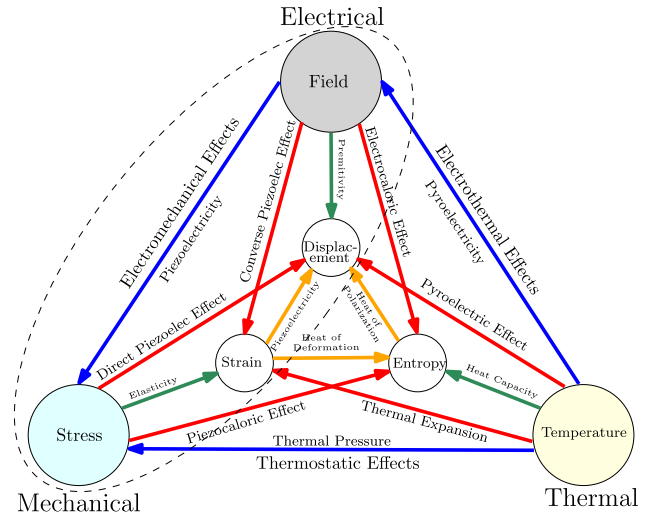 Electrical
Field
Electromechanical Effects
Piezoelectricity
Converse Piezoelec Effect
Premitivity
Electrocaloric Effect
Electrothermal Effects
Pyroelectricity
Displac-
ement
Direct Piezoelec Effect
Piezoelectricity
Heat of
Polarization
Pyroelectric Effect
Heat of
Deformation
Strain
Entropy
Elasticity
Heat Capacity
Piezocaloric Effect
Thermal Expansion
Stress
Temperature
Thermal Pressure
Thermostatic Effects
Mechanical
Thermal